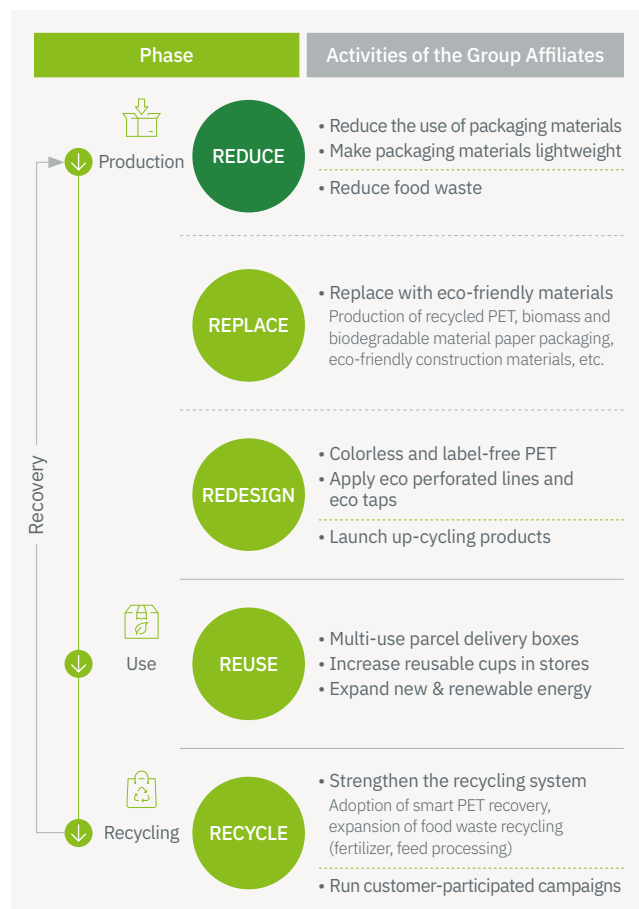 Phase
Activities of the Group Affiliates
Production
REDUCE
• Reduce the use of packaging materials
• Make packaging materials lightweight
• Reduce food waste
REPLACE
• Replace with eco-friendly materials
Production of recycled PET, biomass and
biodegradable material paper packaging,
eco-friendly construction materials, etc.
Recovery
REDESIGN
• Colorless and label-free PET
• Apply eco perforated lines and
eco taps
• Launch up-cycling products
Use
REUSE
• Multi-use parcel delivery boxes
• Increase reusable cups in stores
• Expand new & renewable energy
Recycling
RECYCLE
• Strengthen the recycling system
Adoption of smart PET recovery,
expansion of food waste recycling
(fertilizer, feed processing)
• Run customer-participated campaigns